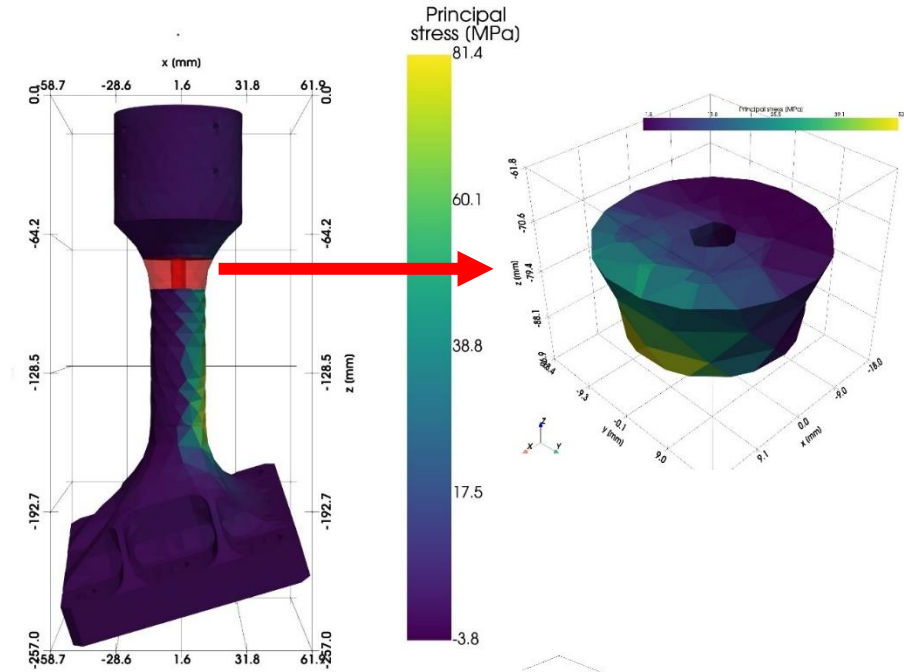 Principal
stress (MPa)
x (mm)
-58.7 -28.6 1.6 31.8 61.9
0.0 0.0
-64.2 -64.2
-128.5 -128.5
z (mm)
-192.7 -192.7
-257.0 -257.0
-58.7 -28.6 1.6 31.8 61.9
81.4
60.1
38.8
17.5
-3.8
Principal stress (MPa)
-61.8
-70.6
-79.4
-88.1
z (mm)
-9.3
-0.1
9.0
y (mm)
9.1
0.0
-9.0
-18.0
x (mm)
Z
X
Y